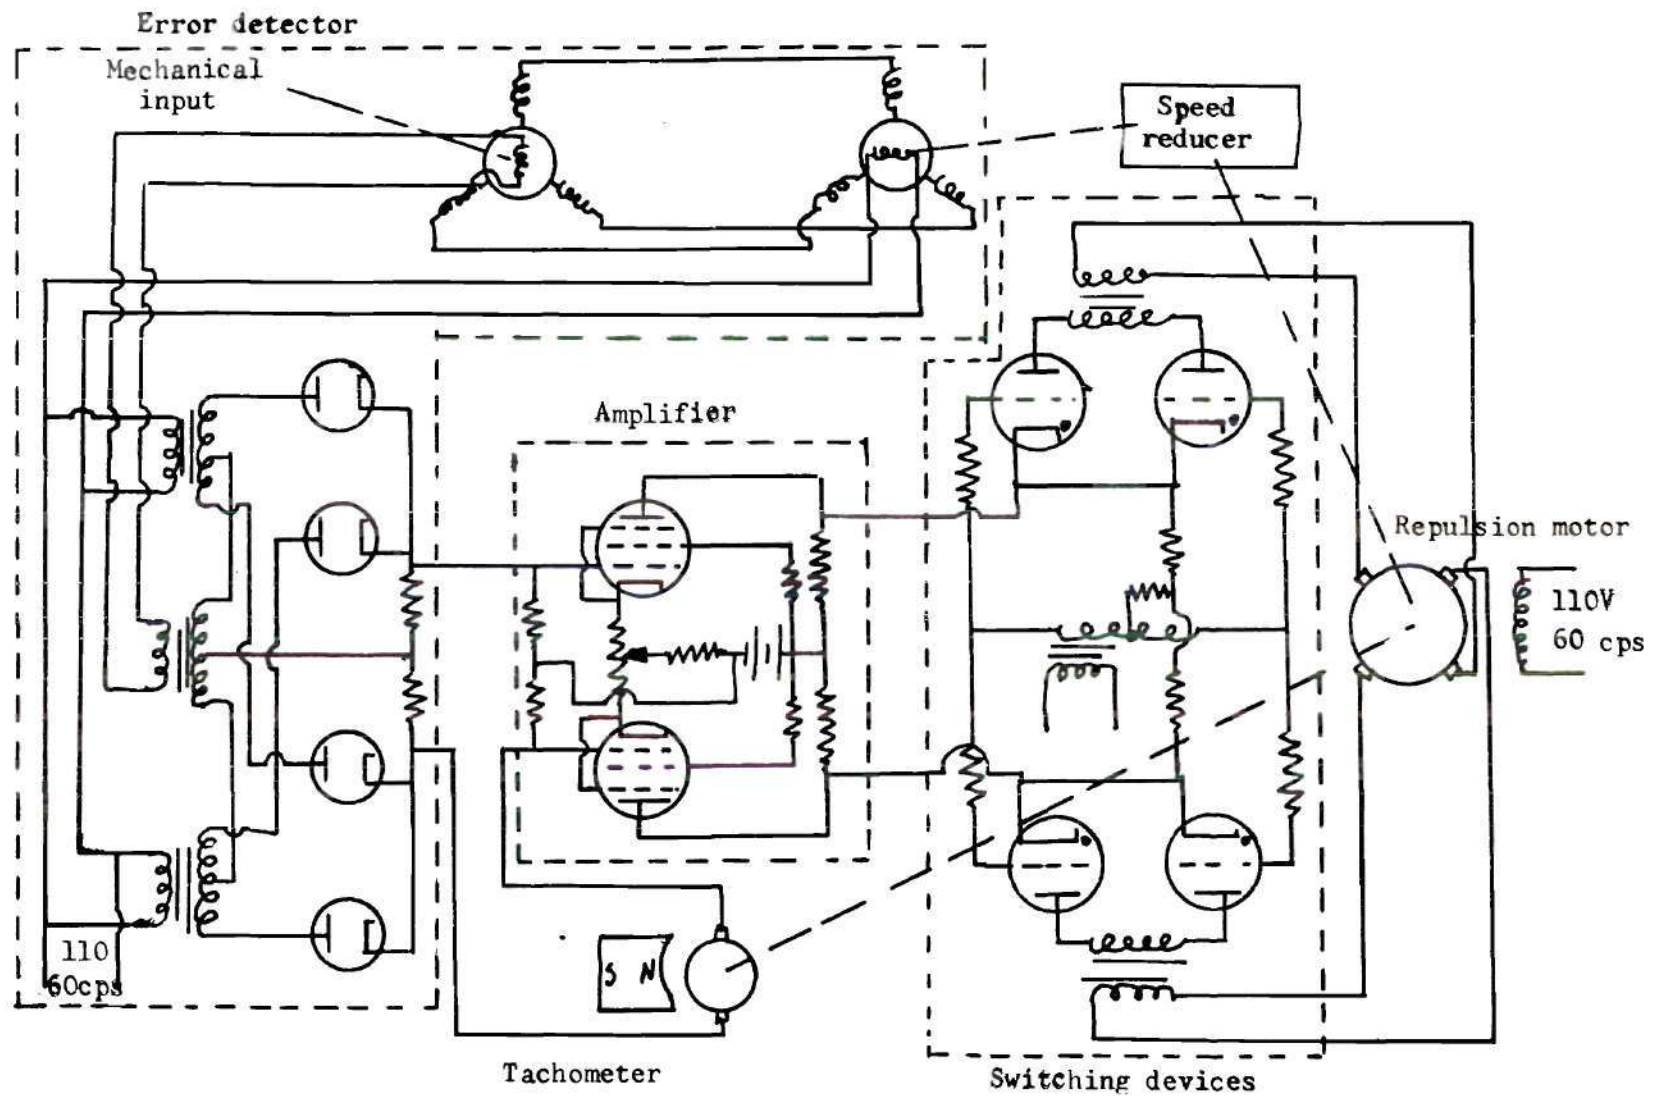 Error detector
Mechanical
input
Speed
reducer
Amplifier
Repulsion motor
110V
60 cps
110
60cps
S N
Tachometer
Switching devices